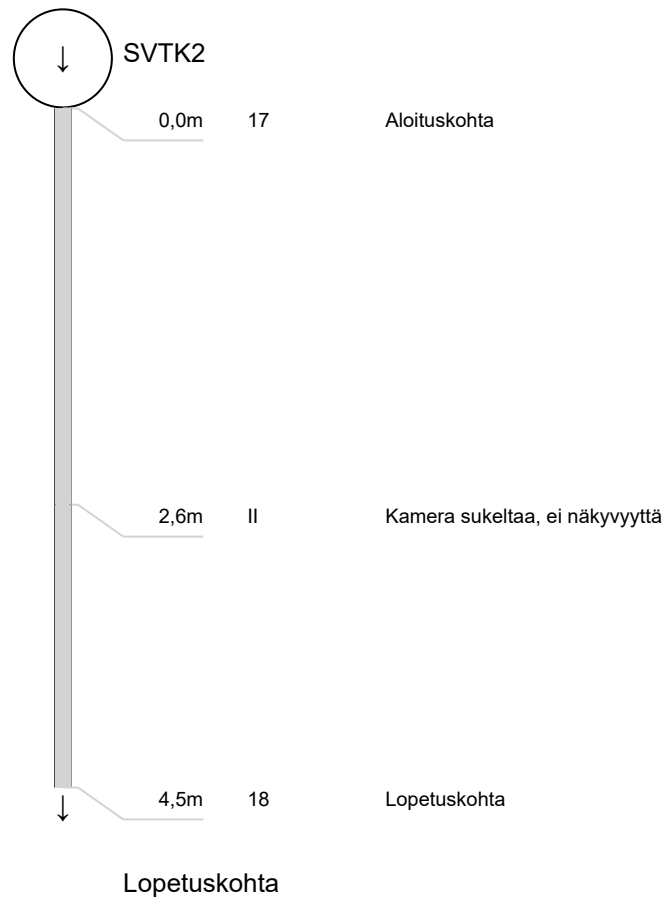 ↓ SVTK2
0,0m 17 Aloituskohta
2,6m II Kamera sukeltaa, ei näkyvyyttä
4,5m 18 Lopetuskohta
↓
Lopetuskohta